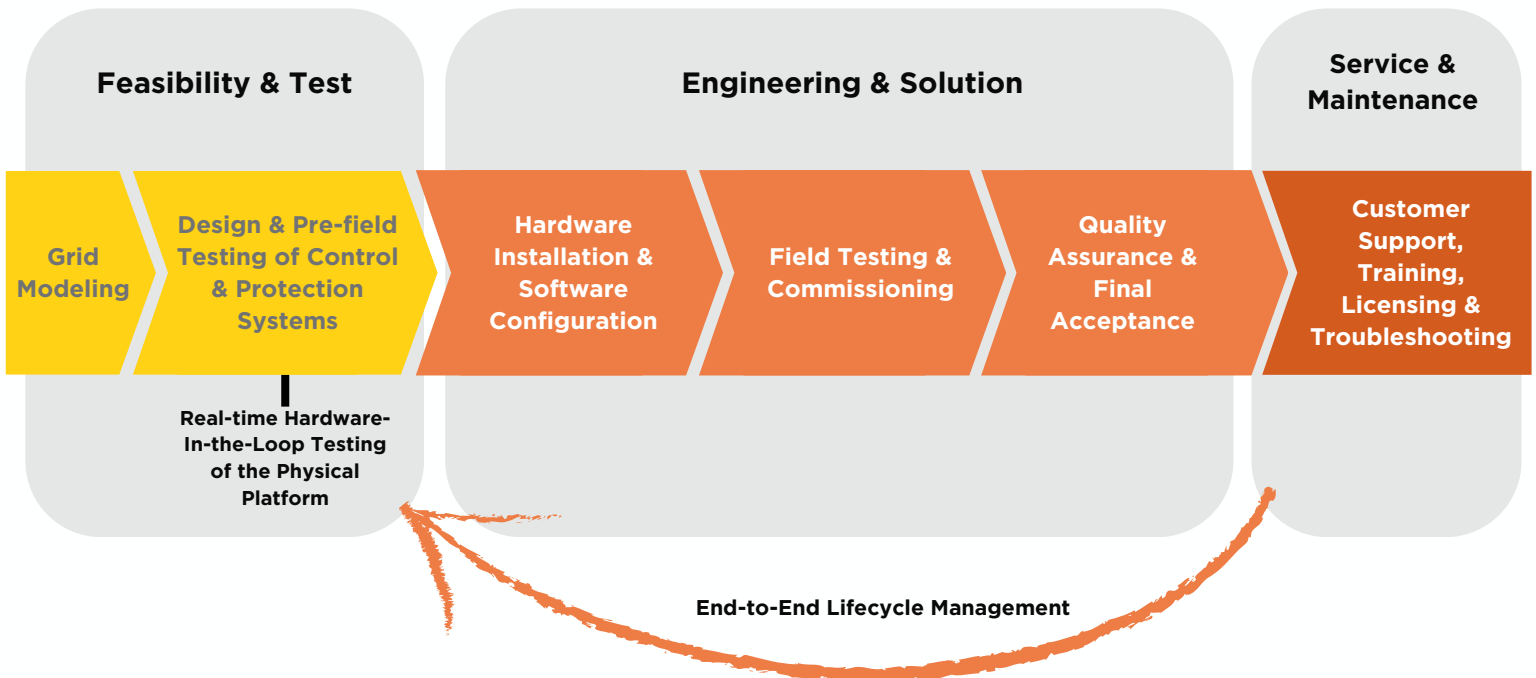 Feasibility & Test
Engineering & Solution
Service &
Maintenance
Grid
Modeling
Design & Pre-field
Testing of Control
& Protection
Systems
Hardware
Installation &
Software
Configuration
Field Testing &
Commissioning
Quality
Assurance &
Final
Acceptance
Customer
Support,
Training,
Licensing &
Troubleshooting
Real-time Hardware-
In-the-Loop Testing
of the Physical
Platform
End-to-End Lifecycle Management